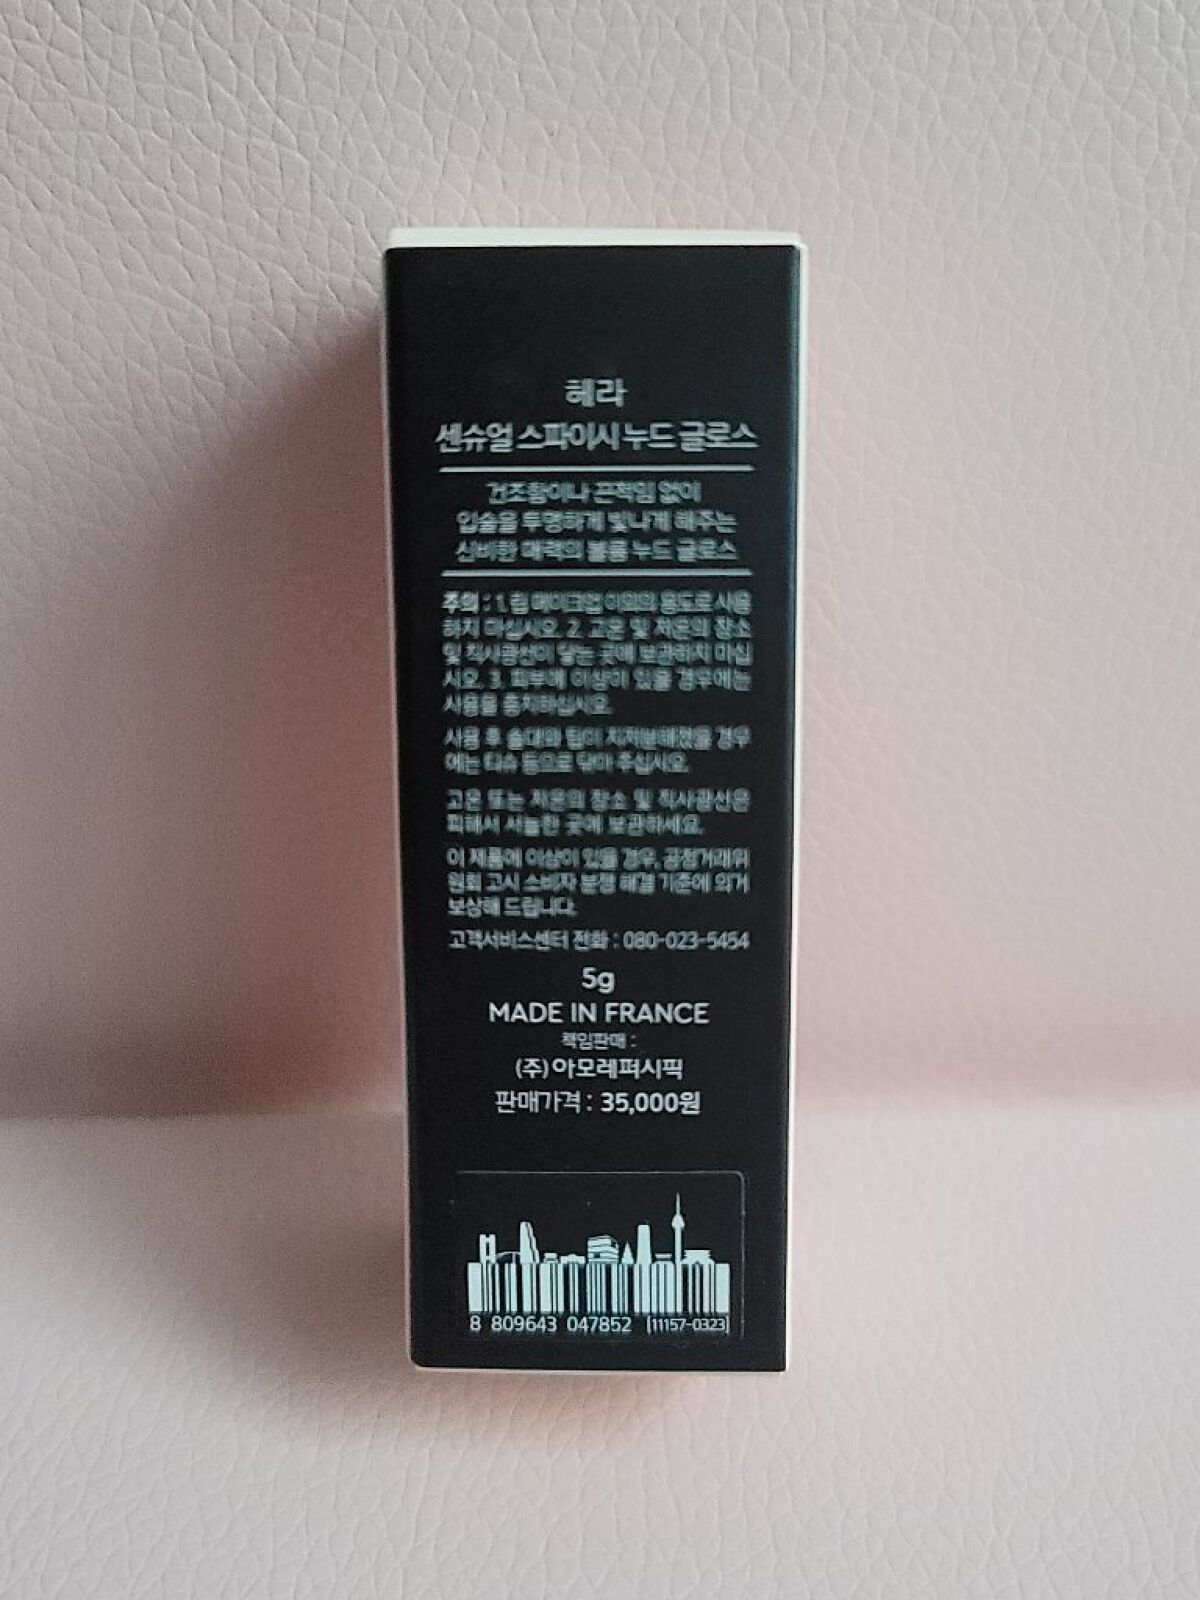 헤라
센슈얼 스파이시 누드 글로스
건조함이나 끈적임 없이
입술을 투명하게 빛나게 해주는
신비한 매력의 볼륨 누드 글로스
주의 : 1. 립 메이크업 이외의 용도로 사용
하지 마십시오. 2. 고온 및 저온의 장소
및 직사광선이 닿는 곳에 보관하지 마십
시오. 3. 피부에 이상이 있을 경우에는
사용을 중지하십시오.
사용 후 솔대와 팁이 지저분해졌을 경우
에는 티슈 등으로 닦아 주십시오.
고온 또는 저온의 장소 및 직사광선은
피해서 서늘한 곳에 보관하세요.
이 제품에 이상이 있을 경우, 공정거래위
원회 고시 소비자 분쟁 해결 기준에 의거
보상해 드립니다.
고객서비스센터 전화 : 080-023-5454
5g
MADE IN FRANCE
책임판매 :
(주)아모레퍼시픽
판매가격 : 35,000원
8 809643 047852 [11157-0323]